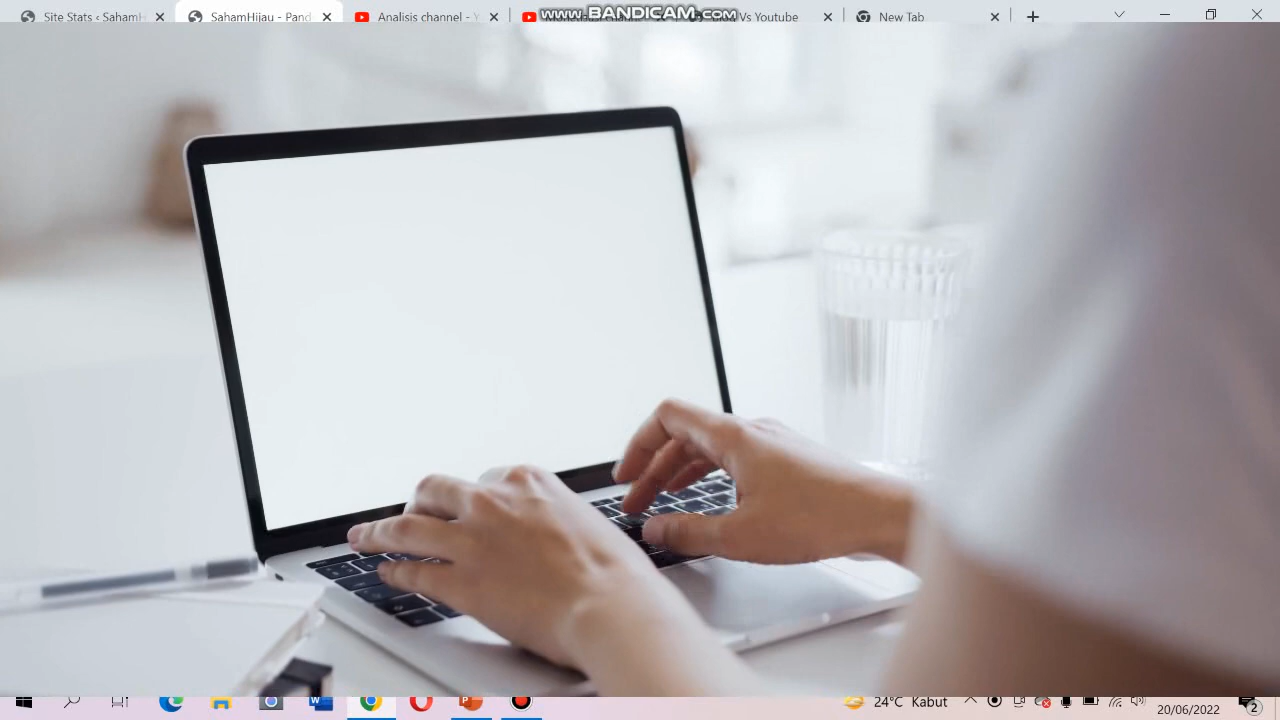 www.BANDICAM.com
Site Stats ‹ SahamH
SahamHijau - Pand
Analisis channel - Y
Vs Youtube
New Tab
24°C Kabut
20/06/2022
2